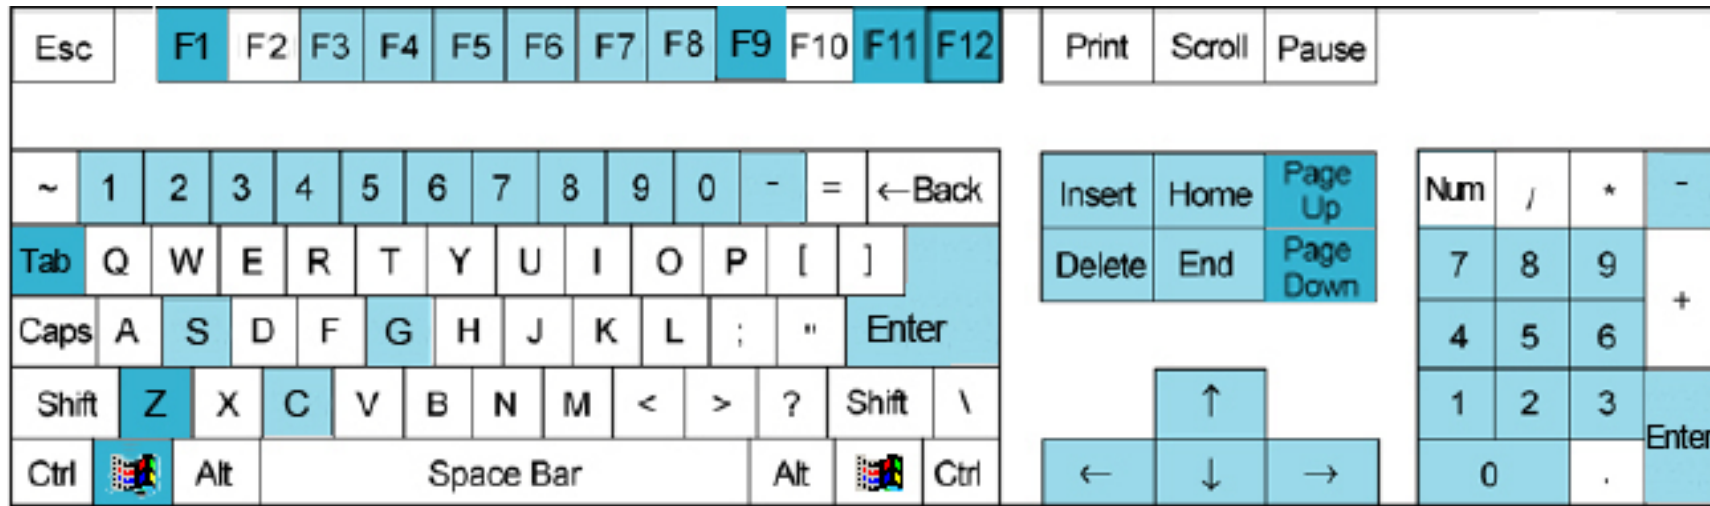 Esc F1 F2 F3 F4 F5 F6 F7 F8 F9 F10 F11 F12 Print Scroll Pause
~ 1 2 3 4 5 6 7 8 9 0 - = ←Back Insert Home Page Up Num / * -
Tab Q W E R T Y U I O P [ ] Delete End Page Down 7 8 9 +
Caps A S D F G H J K L ; " Enter 4 5 6
Shift Z X C V B N M < > ? Shift \ ↑ 1 2 3 Enter
Ctrl Alt Space Bar Alt Ctrl ← ↓ → 0 .